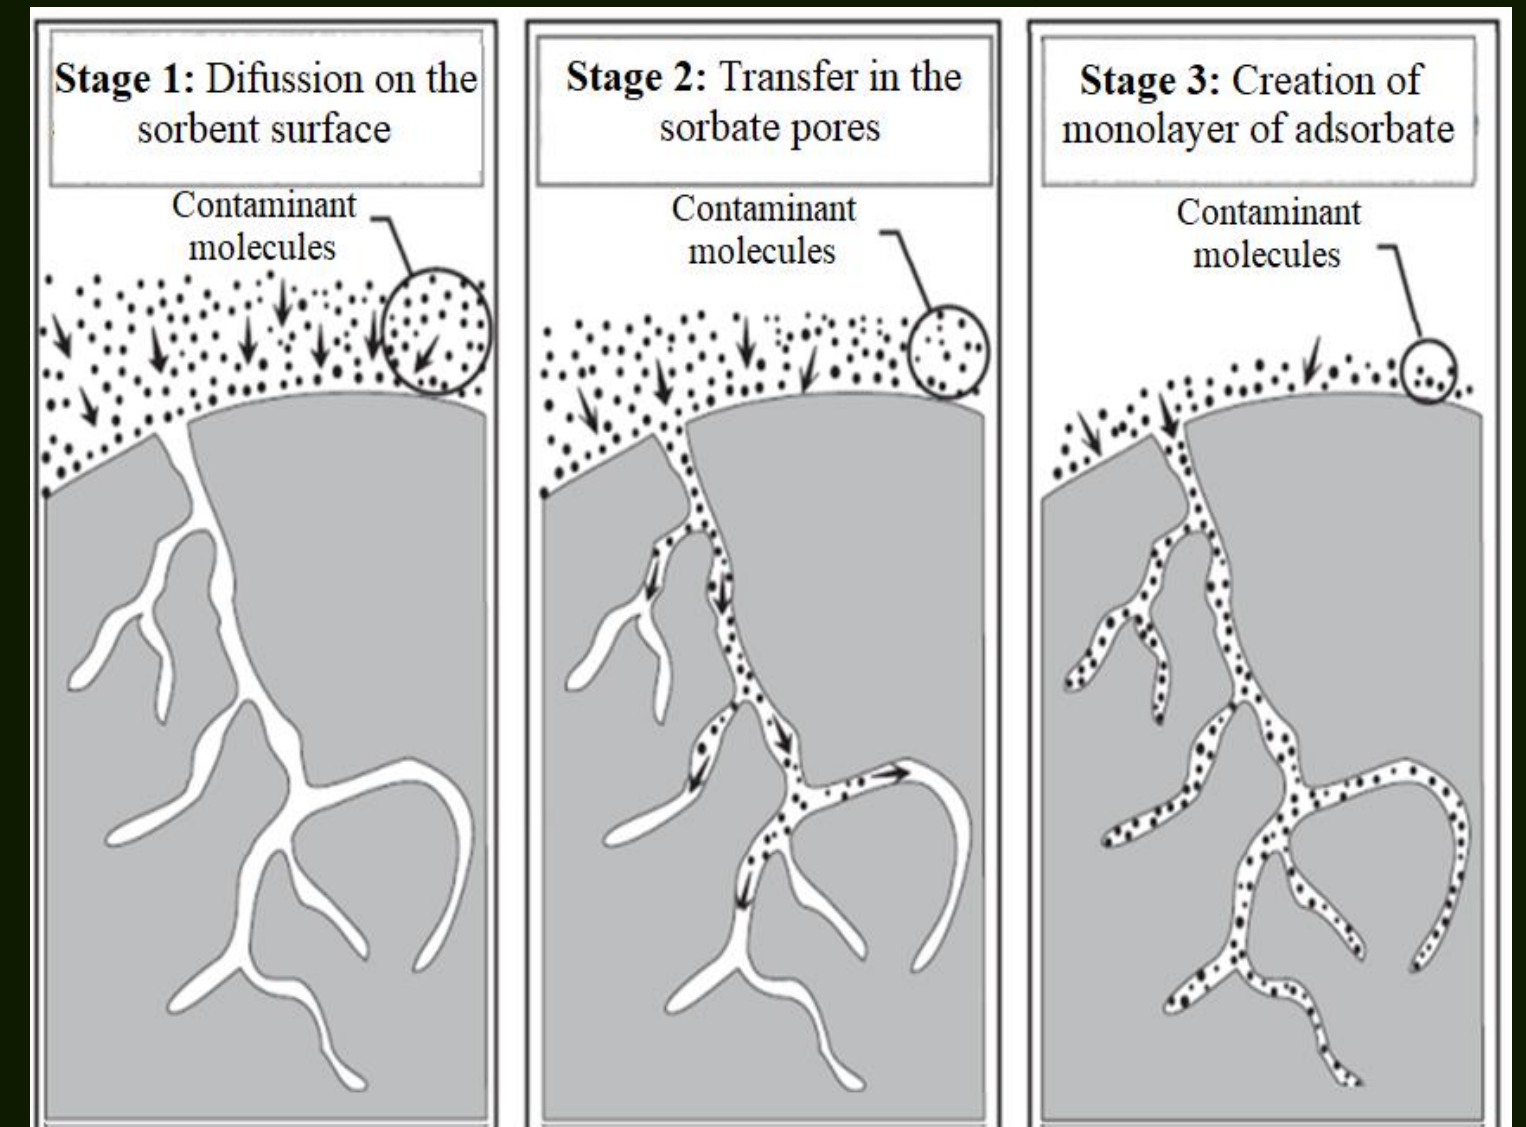 Stage 1: Difussion on the
sorbent surface
Contaminant
molecules
Stage 2: Transfer in the
sorbate pores
Contaminant
molecules
Stage 3: Creation of
monolayer of adsorbate
Contaminant
molecules